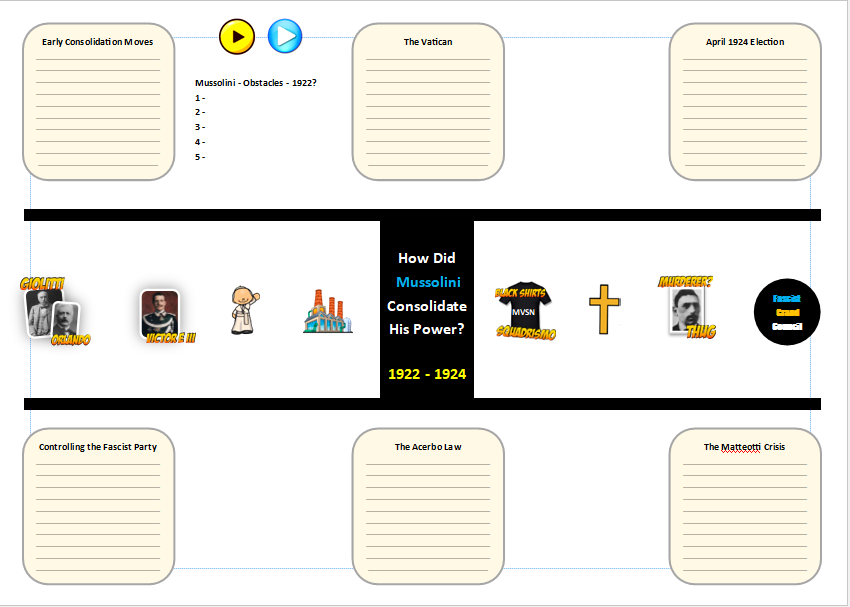 Early Consolidation Moves
The Vatican
April 1924 Election
Mussolini - Obstacles - 1922?
1 -
2 -
3 -
4 -
5 -
How Did
Mussolini
Consolidate
His Power?
1922 - 1924
GIOLITTI
ORLANDO
VICTOR E III
BLACK SHIRTS
MVSN
SQUADRISMO
MURDERER?
THUG
Fascist
Grand
Council
Controlling the Fascist Party
The Acerbo Law
The Matteotti Crisis